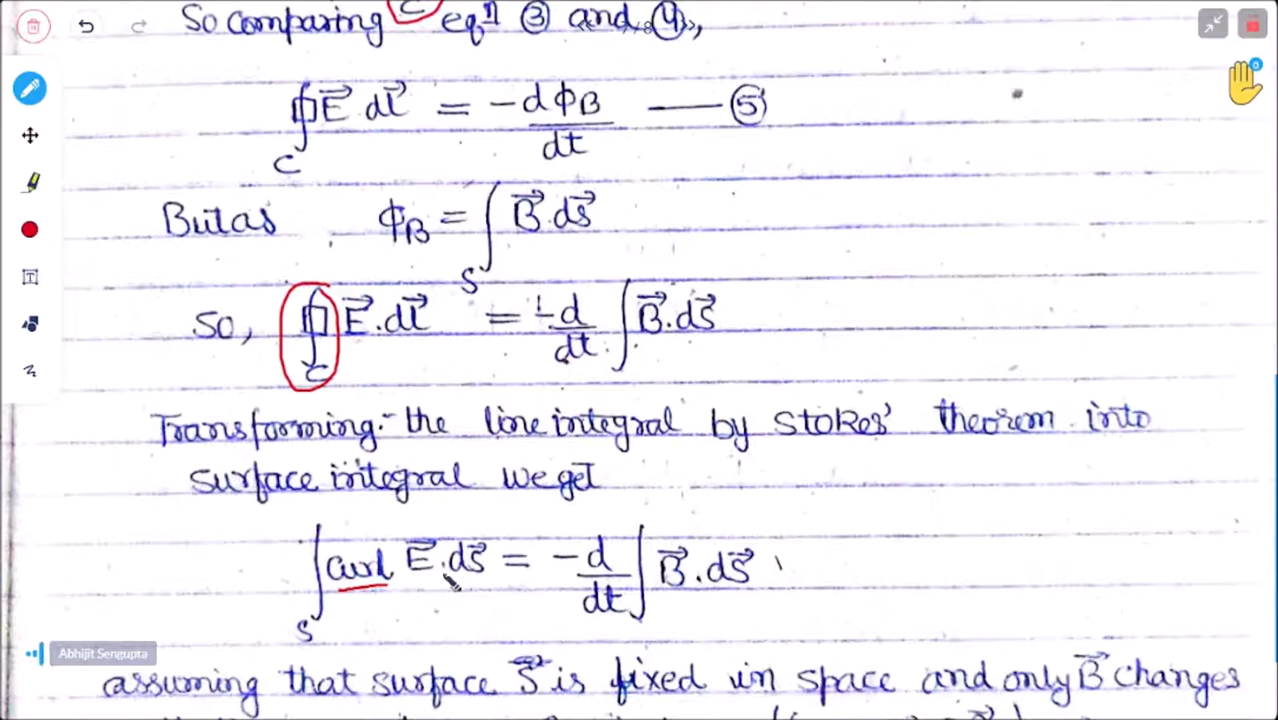 So comparing eqⁿ ③ and ④,
∮E⃗ dl⃗ = -dϕB/dt —— ⑤
C
But as ϕB = ∫B⃗.ds⃗
S
So, ∮E⃗.dl⃗ = -d/dt ∫B⃗.ds⃗
C
Transforming the line integral by Stokes' theorem into
surface integral we get
∫curl E⃗.ds⃗ = -d/dt ∫B⃗.ds⃗
S
Abhijit Sengupta
assuming that surface S⃗ is fixed in space and only B⃗ changes